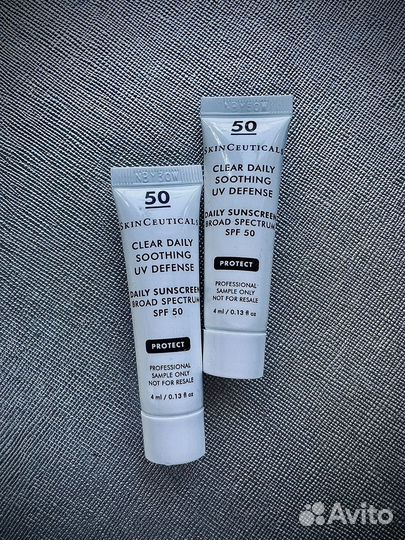 50
SKINCEUTICALS
CLEAR DAILY
SOOTHING
UV DEFENSE
DAILY SUNSCREEN
BROAD SPECTRUM
SPF 50
PROTECT
PROFESSIONAL
SAMPLE ONLY
NOT FOR RESALE
4 ml / 0.13 fl oz
50
SKINCEUTICALS
CLEAR DAILY
SOOTHING
UV DEFENSE
DAILY SUNSCREEN
BROAD SPECTRUM
SPF 50
PROTECT
PROFESSIONAL
SAMPLE ONLY
NOT FOR RESALE
4 ml / 0.13 fl oz
Avito